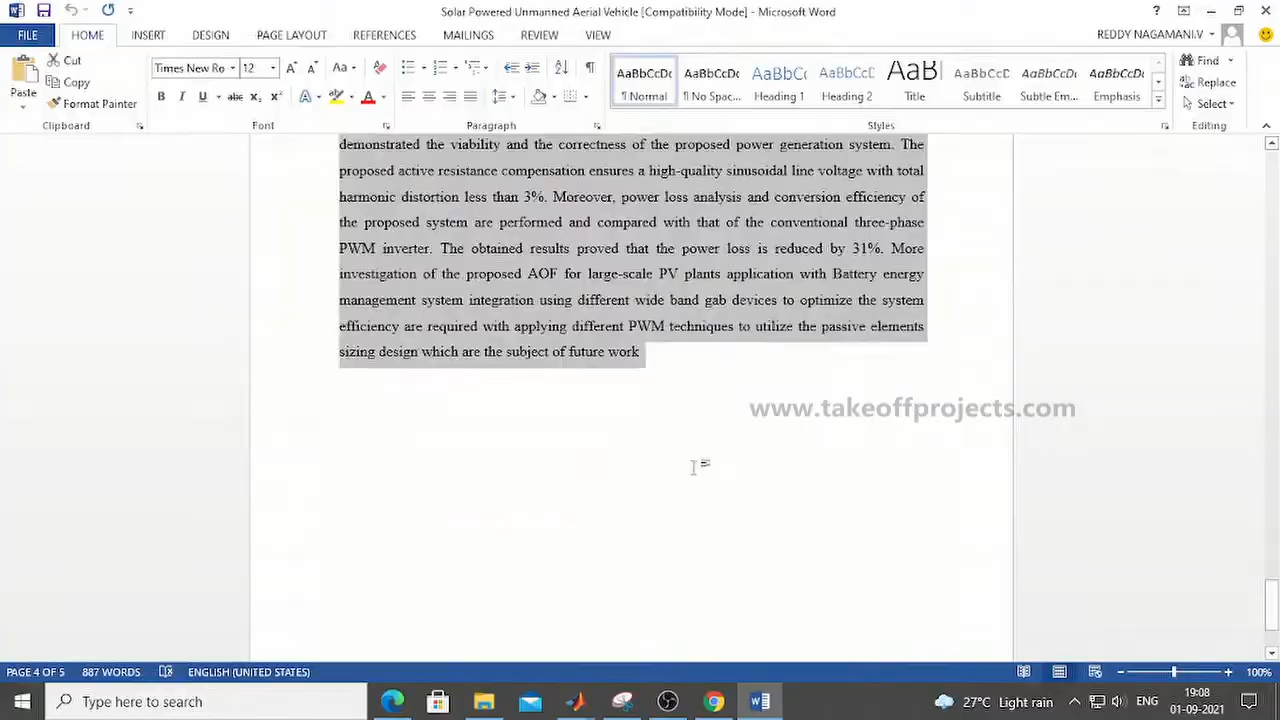 Solar Powered Unmanned Aerial Vehicle [Compatibility Mode] - Microsoft Word
FILE HOME INSERT DESIGN PAGE LAYOUT REFERENCES MAILINGS REVIEW VIEW REDDY NAGAMANI.V
Paste
Cut
Copy
Format Painter
Clipboard
Times New Ro 12
Font
Paragraph
AaBbCcDc AaBbCcDc AaBbCc AaBbCcD AaB AaBbCcD AaBbCcDc AaBbCcDc
¶ Normal ¶ No Spac... Heading 1 Heading 2 Title Subtitle Subtle Em... Emphasis
Styles
Find
Replace
Select
Editing
demonstrated the viability and the correctness of the proposed power generation system. The
proposed active resistance compensation ensures a high-quality sinusoidal line voltage with total
harmonic distortion less than 3%. Moreover, power loss analysis and conversion efficiency of
the proposed system are performed and compared with that of the conventional three-phase
PWM inverter. The obtained results proved that the power loss is reduced by 31%. More
investigation of the proposed AOF for large-scale PV plants application with Battery energy
management system integration using different wide band gab devices to optimize the system
efficiency are required with applying different PWM techniques to utilize the passive elements
sizing design which are the subject of future work
www.takeoffprojects.com
PAGE 4 OF 5 887 WORDS ENGLISH (UNITED STATES) 100%
Type here to search
27°C Light rain
ENG
19:08
01-09-2021